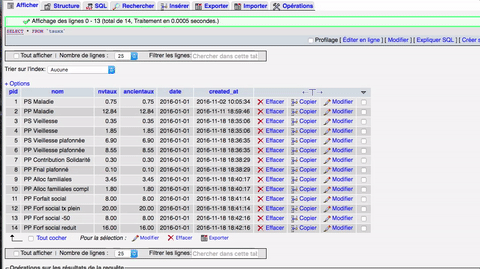 Afficher Structure SQL Rechercher Insérer Exporter Importer Opérations
Affichage des lignes 0 - 13 (total de 14, Traitement en 0.0005 secondes.)
SELECT * FROM `taxes`
Profilage [ Éditer en ligne ] [ Modifier ] [ Expliquer SQL ] [ Créer
Tout afficher Nombre de lignes : 25 Filtrer les lignes: Chercher dans cette tab
Trier sur l'index: Aucune
+ Options
pId nom nvtaux ancientaux date created_at
1 PS Maladie 0.75 0.75 2016-01-01 2016-11-02 10:05:34 Effacer Copier Modifier
2 PP Maladie 12.84 12.84 2016-01-01 2016-11-11 18:59:46 Effacer Copier Modifier
3 PS Vieillesse 0.35 0.35 2016-01-01 2016-11-18 18:35:06 Effacer Copier Modifier
4 PP Vieillesse 1.85 1.85 2016-01-01 2016-11-18 18:35:06 Effacer Copier Modifier
5 PS Vieillesse plafonnée 6.90 6.90 2016-01-01 2016-11-18 18:36:35 Effacer Copier Modifier
6 PP Vieillesse plafonnée 8.55 8.55 2016-01-01 2016-11-18 18:36:35 Effacer Copier Modifier
7 PP Contribution Solidarité 0.30 0.30 2016-01-01 2016-11-18 18:38:29 Effacer Copier Modifier
8 PP Fnal plafonné 0.10 0.10 2016-01-01 2016-11-18 18:38:29 Effacer Copier Modifier
9 PP Alloc familiales 3.45 3.45 2016-01-01 2016-11-18 18:40:17 Effacer Copier Modifier
10 PP Alloc familiales compl 1.80 1.80 2016-01-01 2016-11-18 18:40:17 Effacer Copier Modifier
11 PP Forfait social 8.00 8.00 2016-01-01 2016-11-18 18:41:14 Effacer Copier Modifier
12 PP Forf social tx plein 20.00 20.00 2016-01-01 2016-11-18 18:41:14 Effacer Copier Modifier
13 PP Forf social -50 8.00 8.00 2016-01-01 2016-11-18 18:42:16 Effacer Copier Modifier
14 PP Forf social reduit 16.00 16.00 2016-01-01 2016-11-18 18:42:16 Effacer Copier Modifier
Tout cocher Pour la sélection : Modifier Effacer Exporter
Tout afficher Nombre de lignes : 25 Filtrer les lignes: Chercher dans cette tab
Opérations sur les résultats de la requête